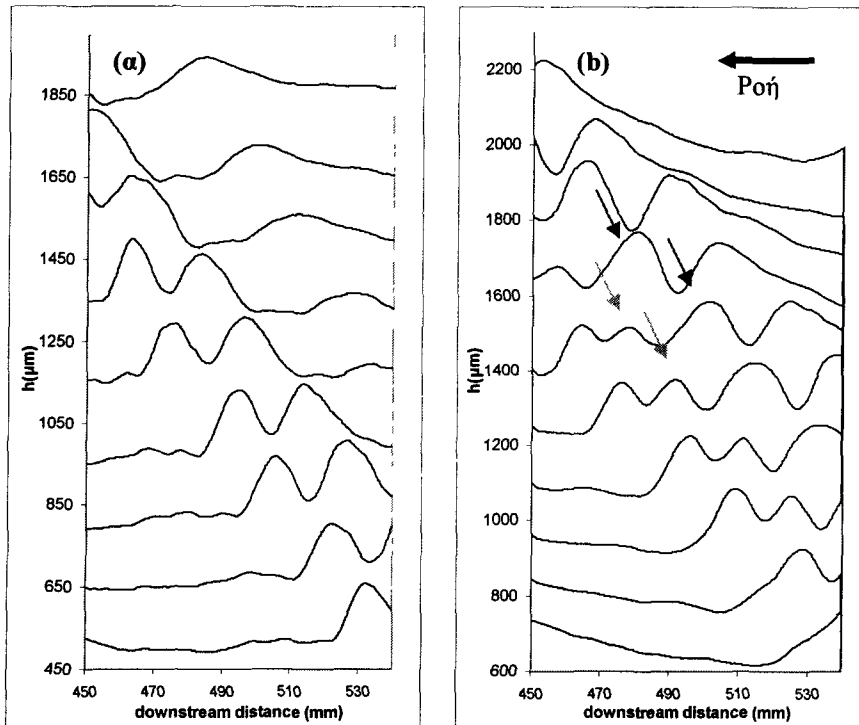 (α)
1850
1650
1450
1250
1050
850
650
450
h(μm)
450 470 490 510 530
downstream distance (mm)
(b)
Ροή
2200
2000
1800
1600
1400
1200
1000
800
600
h(μm)
450 470 490 510 530
downstream distance (mm)